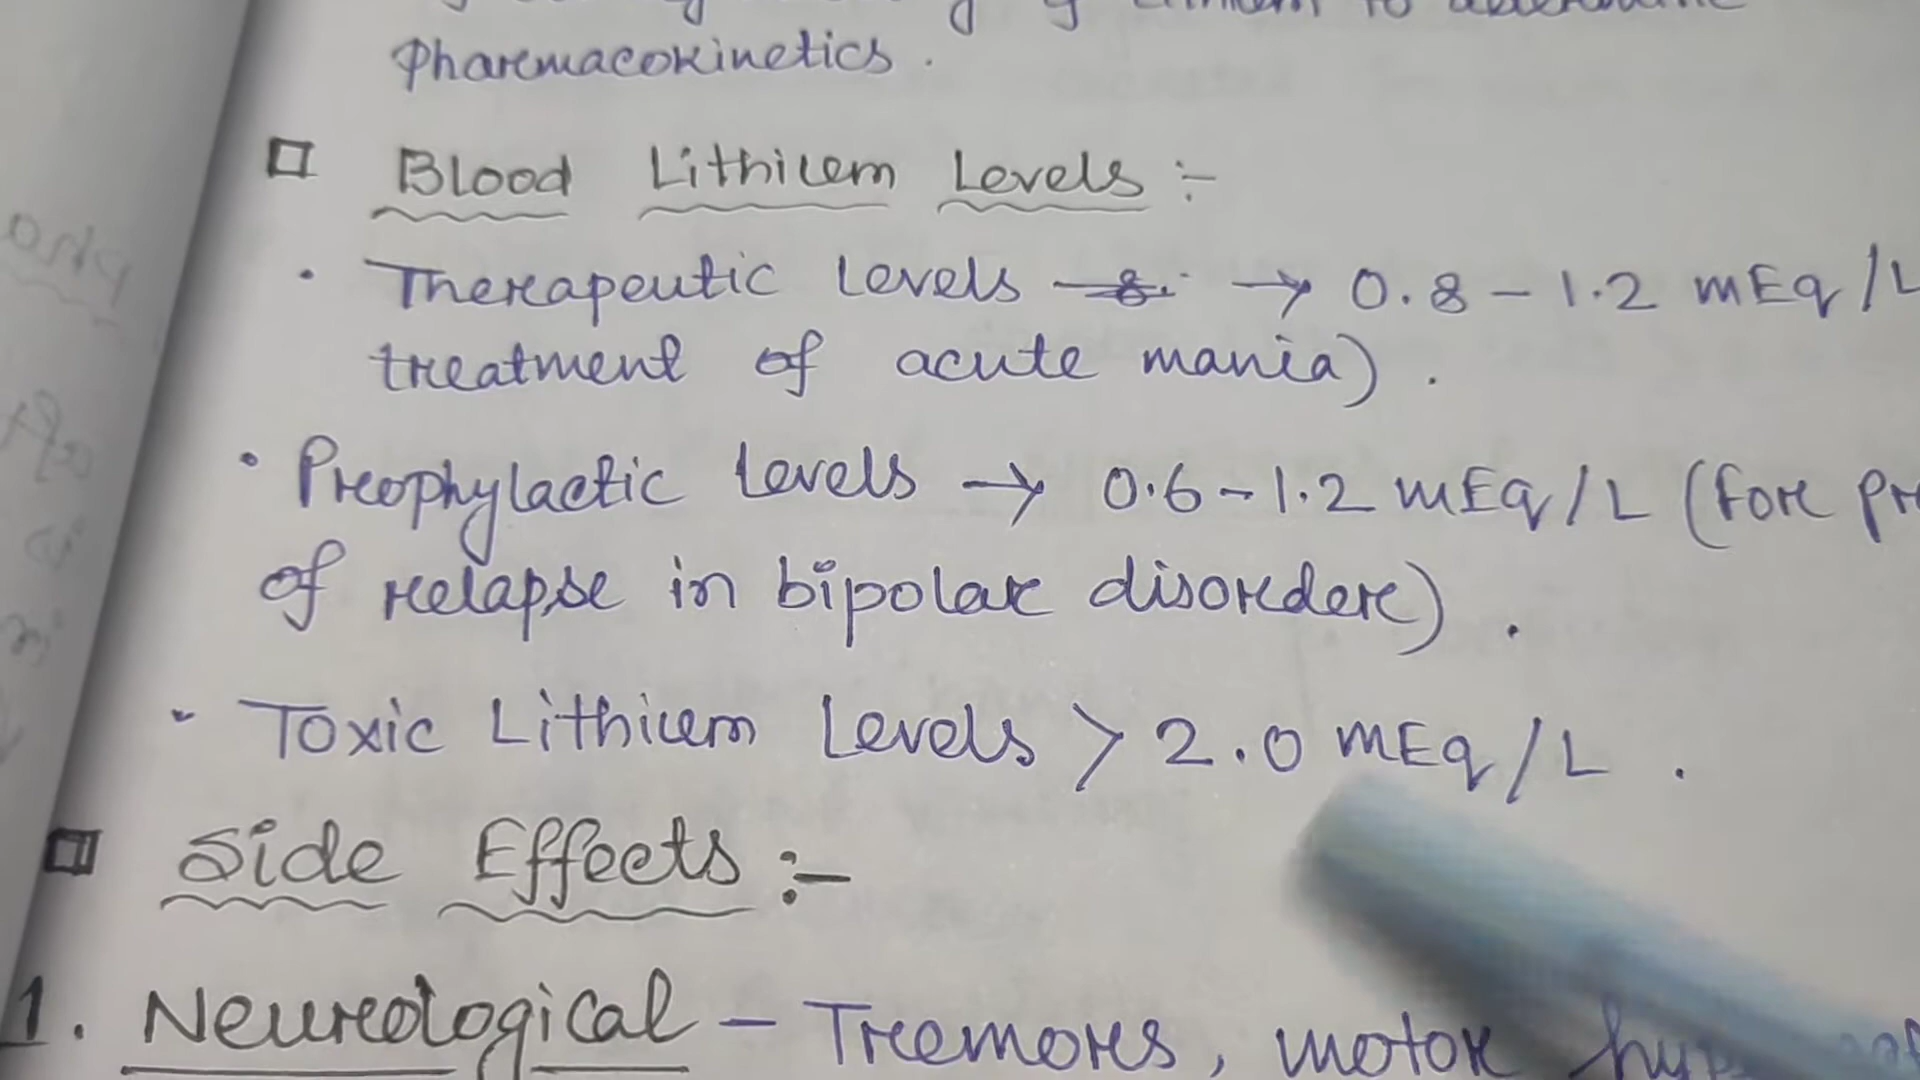 Pharmacokinetics .
Blood Lithium Levels :-
· Therapeutic Levels → 0.8 - 1.2 mEq/L
treatment of acute mania) .
· Prophylactic Levels → 0.6 - 1.2 mEq/L (For
of relapse in bipolar disorder) .
· Toxic Lithium Levels > 2.0 mEq/L .
Side Effects :-
1. Neurological - Tremors, motor